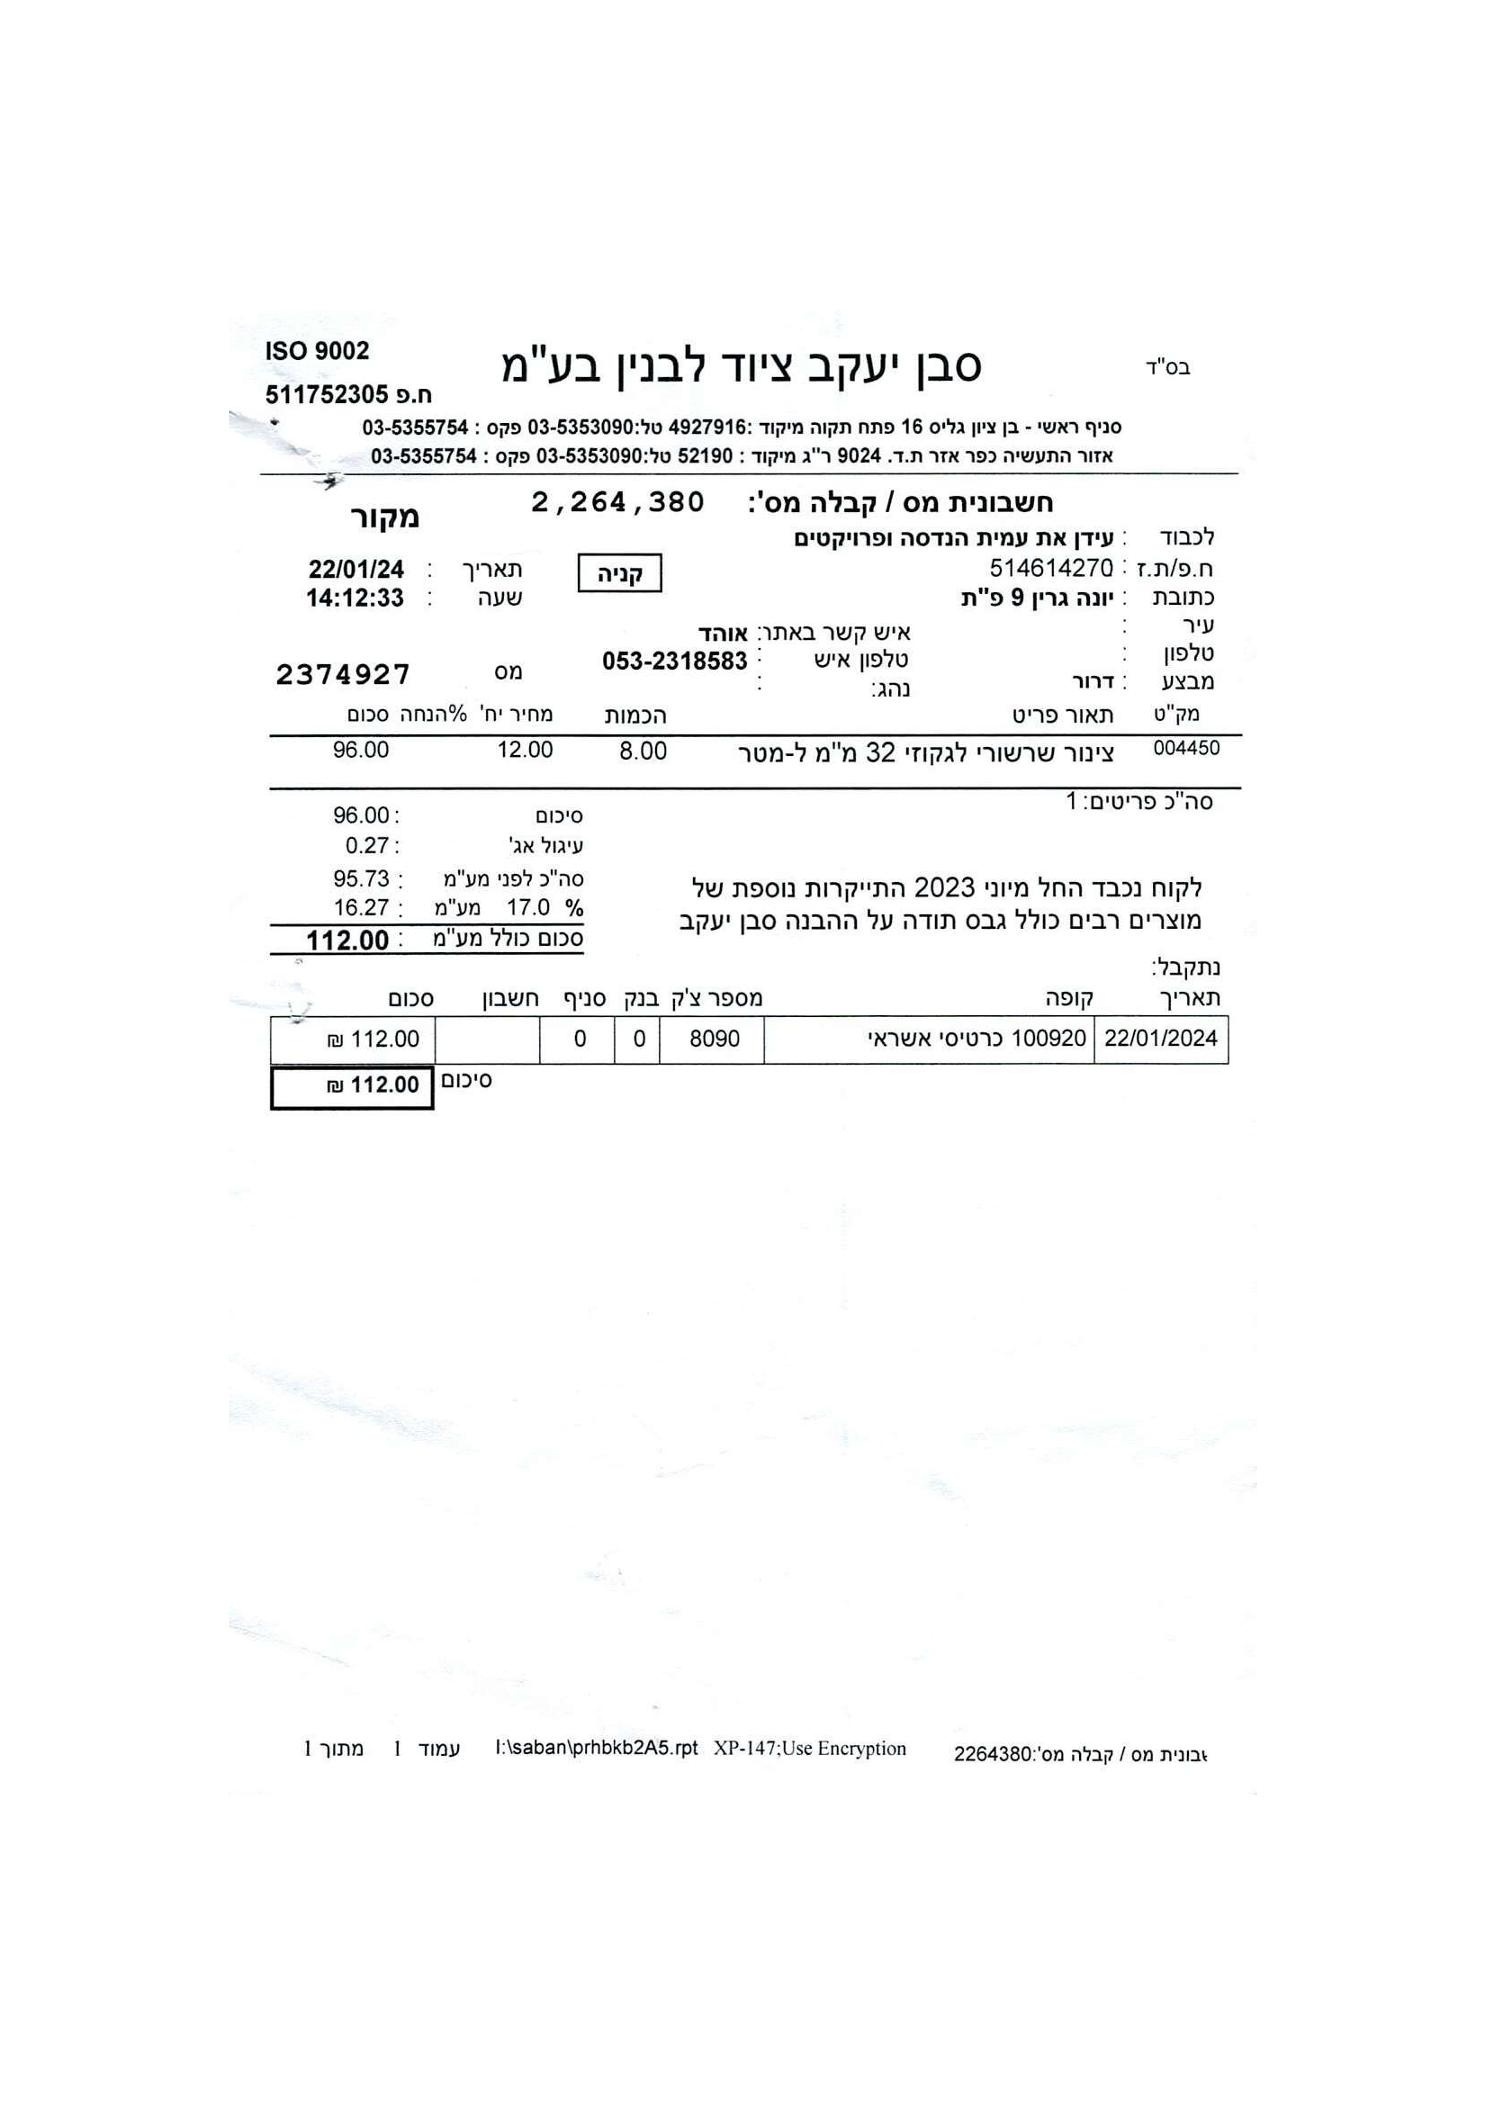 בס"ד
סבן יעקב ציוד לבנין בע"מ
ISO 9002
ח.פ 511752305
סניף ראשי - בן ציון גליס 16 פתח תקוה מיקוד :4927916 טל:03-5353090 פקס : 03-5355754
אזור התעשיה כפר אזר ת.ד. 9024 ר"ג מיקוד : 52190 טל:03-5353090 פקס : 03-5355754
חשבונית מס / קבלה מס': 2,264,380
מקור
לכבוד : עידן את עמית הנדסה ופרויקטים
ח.פ/ת.ז : 514614270
קניה
תאריך : 22/01/24
כתובת : יונה גרין 9 פ"ת
שעה : 14:12:33
עיר :
איש קשר באתר: אוהד
טלפון :
טלפון איש : 053-2318583
מס 2374927
מבצע : דרור
נהג: :
מק"ט תאור פריט הכמות מחיר יח' %הנחה סכום
004450 צינור שרשורי לגקוזי 32 מ"מ ל-מטר 8.00 12.00 96.00
סה"כ פריטים: 1
סיכום : 96.00
עיגול אג' : 0.27
סה"כ לפני מע"מ : 95.73
% 17.0 מע"מ : 16.27
סכום כולל מע"מ : 112.00
לקוח נכבד החל מיוני 2023 התייקרות נוספת של
מוצרים רבים כולל גבס תודה על ההבנה סבן יעקב
נתקבל:
תאריך קופה מספר צ'ק בנק סניף חשבון סכום
22/01/2024 100920 כרטיסי אשראי 8090 0 0 112.00 ₪
סיכום 112.00 ₪
בונית מס / קבלה מס':2264380 XP-147;Use Encryption I:\saban\prhbkb2A5.rpt עמוד 1 מתוך 1